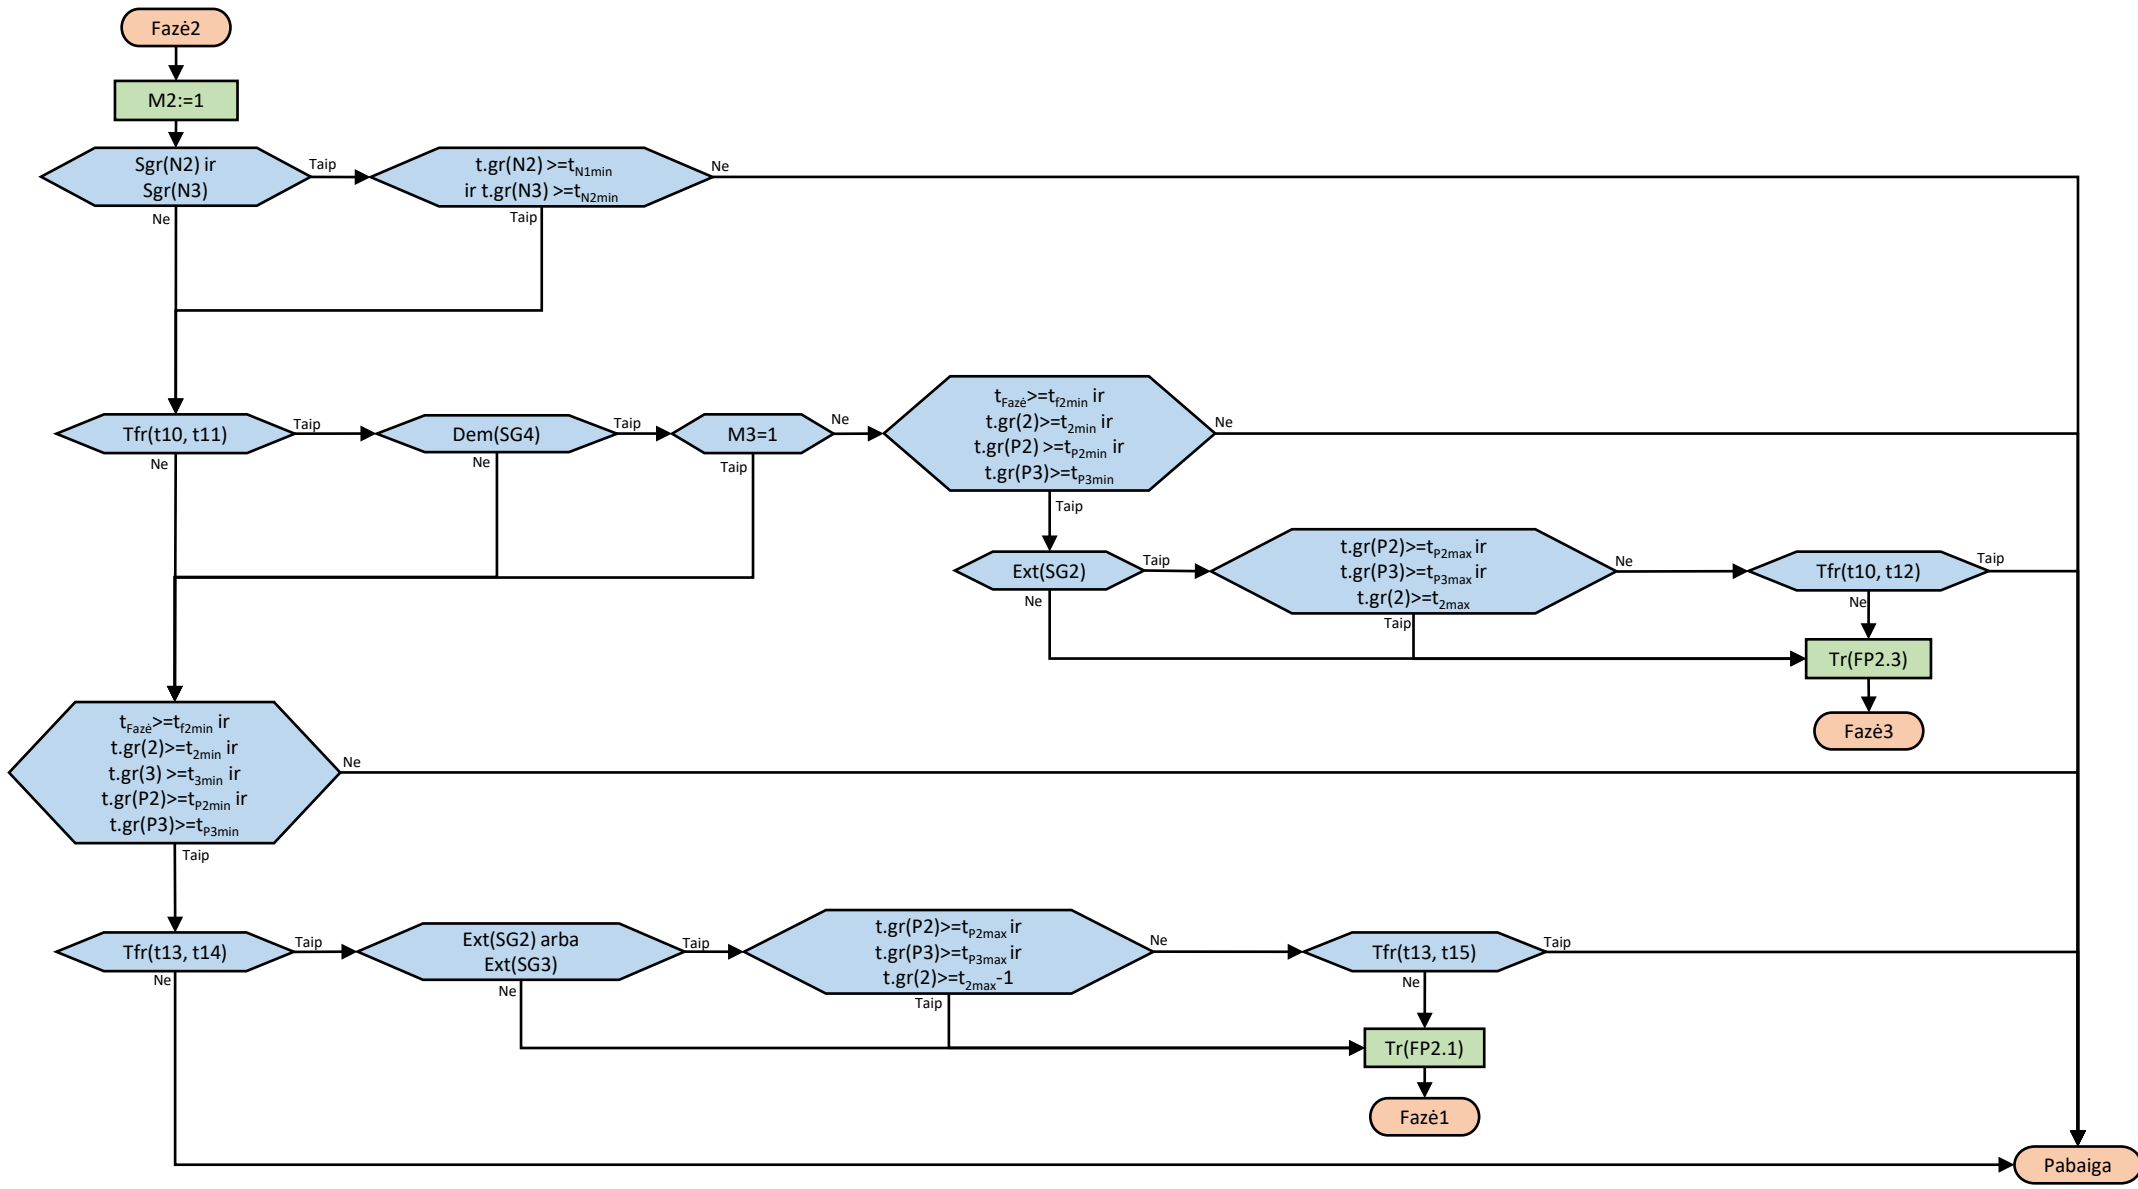 Fazė2
M2:=1
Sgr(N2) ir
Sgr(N3)
Taip
Ne
t.gr(N2) >=tN1min
ir t.gr(N3) >=tN2min
Ne
Taip
Tfr(t10, t11)
Taip
Ne
Dem(SG4)
Taip
Ne
M3=1
Ne
Taip
tFazė>=tf2min ir
t.gr(2)>=t2min ir
t.gr(P2) >=tP2min ir
t.gr(P3)>=tP3min
Ne
Taip
Ext(SG2)
Taip
Ne
t.gr(P2)>=tP2max ir
t.gr(P3)>=tP3max ir
t.gr(2)>=t2max
Ne
Taip
Tfr(t10, t12)
Taip
Ne
Tr(FP2.3)
Fazė3
tFazė>=tf2min ir
t.gr(2)>=t2min ir
t.gr(3) >=t3min ir
t.gr(P2)>=tP2min ir
t.gr(P3)>=tP3min
Ne
Taip
Tfr(t13, t14)
Taip
Ne
Ext(SG2) arba
Ext(SG3)
Taip
Ne
t.gr(P2)>=tP2max ir
t.gr(P3)>=tP3max ir
t.gr(2)>=t2max-1
Ne
Taip
Tfr(t13, t15)
Taip
Ne
Tr(FP2.1)
Fazė1
Pabaiga